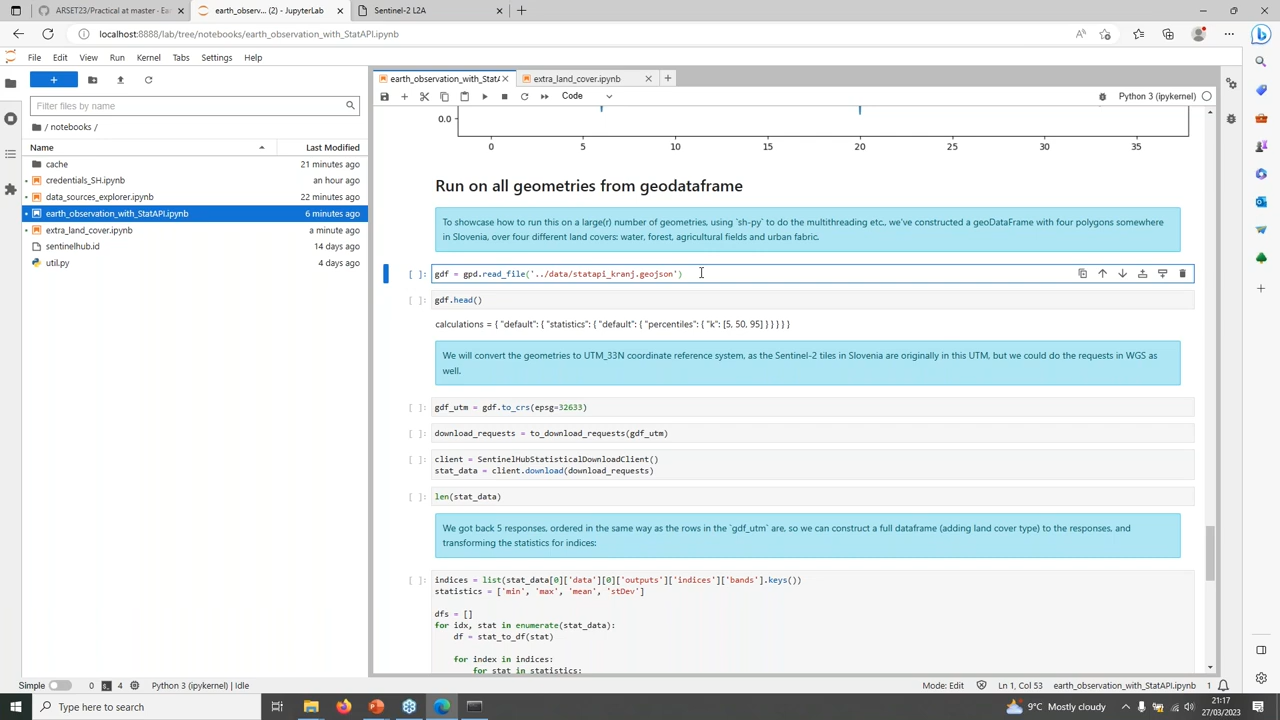 ARSET23/Practical at master · Ea
earth_observ... (2) - JupyterLab
Sentinel-2 L2A
localhost:8888/lab/tree/notebooks/earth_observation_with_StatAPI.ipynb
File Edit View Run Kernel Tabs Settings Help
Filter files by name
/ notebooks /
Name Last Modified
cache 21 minutes ago
credentials_SH.ipynb an hour ago
data_sources_explorer.ipynb 22 minutes ago
earth_observation_with_StatAPI.ipynb 6 minutes ago
extra_land_cover.ipynb a minute ago
sentinelhub.id 14 days ago
util.py 4 days ago
earth_observation_with_StatA
extra_land_cover.ipynb
Code
Python 3 (ipykernel)
0.0
0 5 10 15 20 25 30 35
Run on all geometries from geodataframe
To showcase how to run this on a large(r) number of geometries, using `sh-py` to do the multithreading etc., we've constructed a geoDataFrame with four polygons somewhere
in Slovenia, over four different land covers: water, forest, agricultural fields and urban fabric.
[ ]: gdf = gpd.read_file('../data/statapi_kranj.geojson')
[ ]: gdf.head()
calculations = { "default": { "statistics": { "default": { "percentiles": { "k": [5, 50, 95] } } } } }
We will convert the geometries to UTM_33N coordinate reference system, as the Sentinel-2 tiles in Slovenia are originally in this UTM, but we could do the requests in WGS as
well.
[ ]: gdf_utm = gdf.to_crs(epsg=32633)
[ ]: download_requests = to_download_requests(gdf_utm)
[ ]: client = SentinelHubStatisticalDownloadClient()
stat_data = client.download(download_requests)
[ ]: len(stat_data)
We got back 5 responses, ordered in the same way as the rows in the `gdf_utm` are, so we can construct a full dataframe (adding land cover type) to the responses, and
transforming the statistics for indices:
[ ]: indices = list(stat_data[0]['data'][0]['outputs']['indices']['bands'].keys())
statistics = ['min', 'max', 'mean', 'stDev']
dfs = []
for idx, stat in enumerate(stat_data):
df = stat_to_df(stat)
for index in indices:
for stat in statistics:
Simple 0 4 Python 3 (ipykernel) | Idle
Mode: Edit Ln 1, Col 53 earth_observation_with_StatAPI.ipynb 1
Type here to search
9°C Mostly cloudy
21:17
27/03/2023